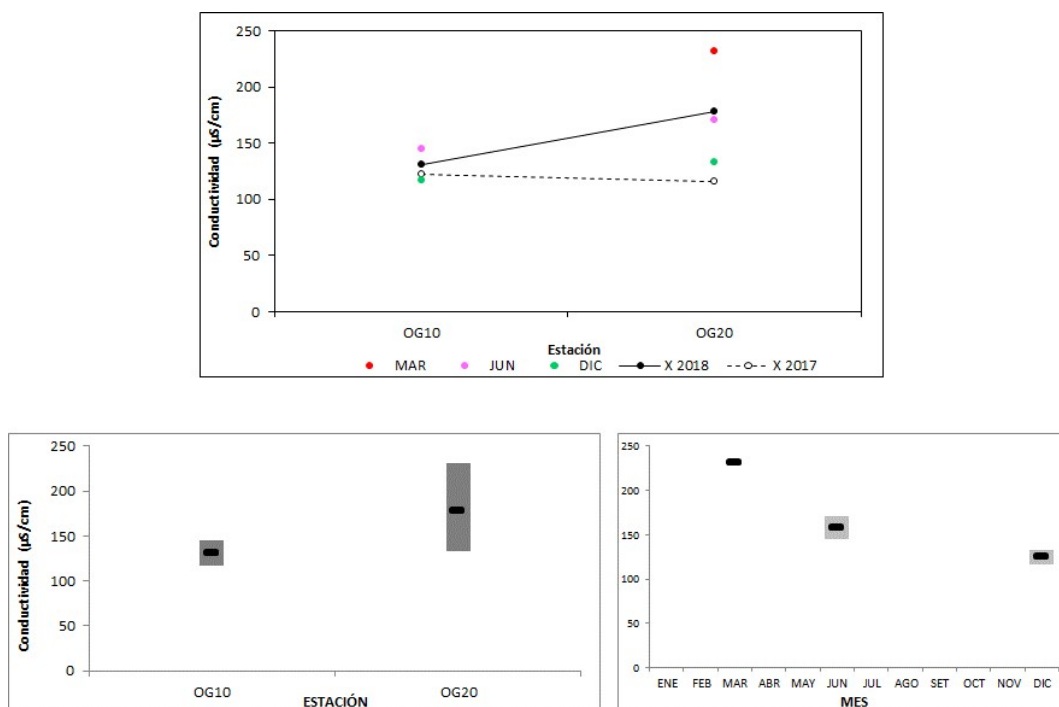 250
200
150
100
50
0
Conductividad (µS/cm)
OG10 OG20
Estación
MAR JUN DIC X 2018 X 2017
250
200
150
100
50
0
Conductividad (µS/cm)
OG10 OG20
ESTACIÓN
250
200
150
100
50
0
ENE FEB MAR ABR MAY JUN JUL AGO SET OCT NOV DIC
MES